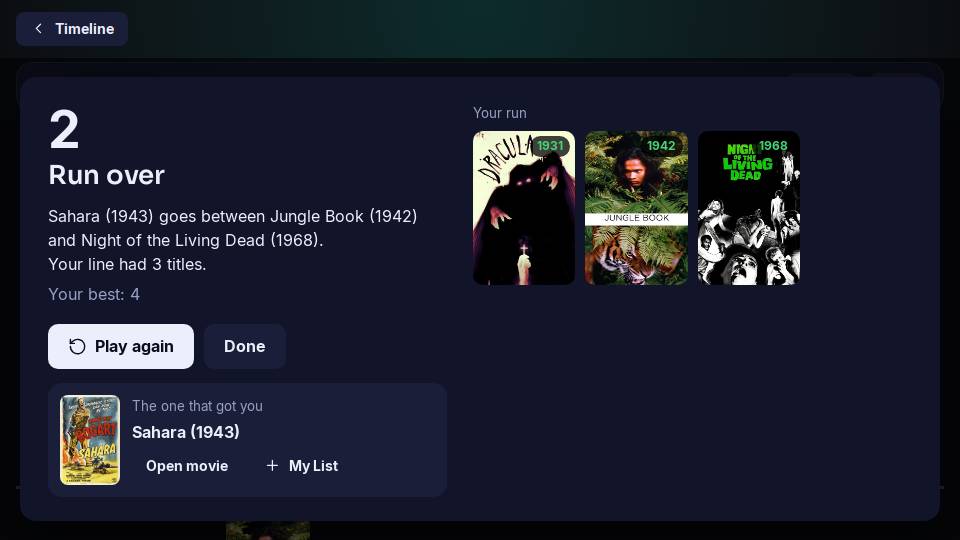 Timeline
2
Run over
Sahara (1943) goes between Jungle Book (1942)
and Night of the Living Dead (1968).
Your line had 3 titles.
Your best: 4
Play again
Done
The one that got you
Sahara (1943)
Open movie
+ My List
Your run
DRACULA
1931
1942
JUNGLE BOOK
1968
OF THE
LIVING
DEAD
BOGART
SAHARA